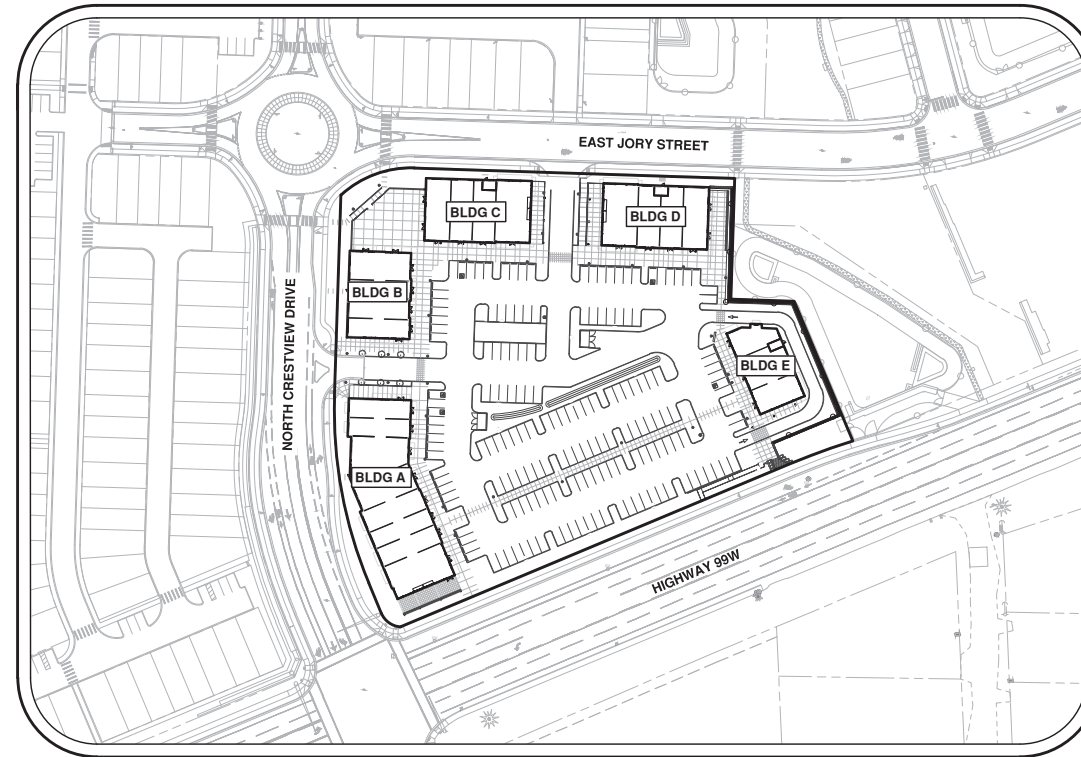 EAST JORY STREET
BLDG C
BLDG D
BLDG B
NORTH CRESTVIEW DRIVE
BLDG E
BLDG A
HIGHWAY 99W